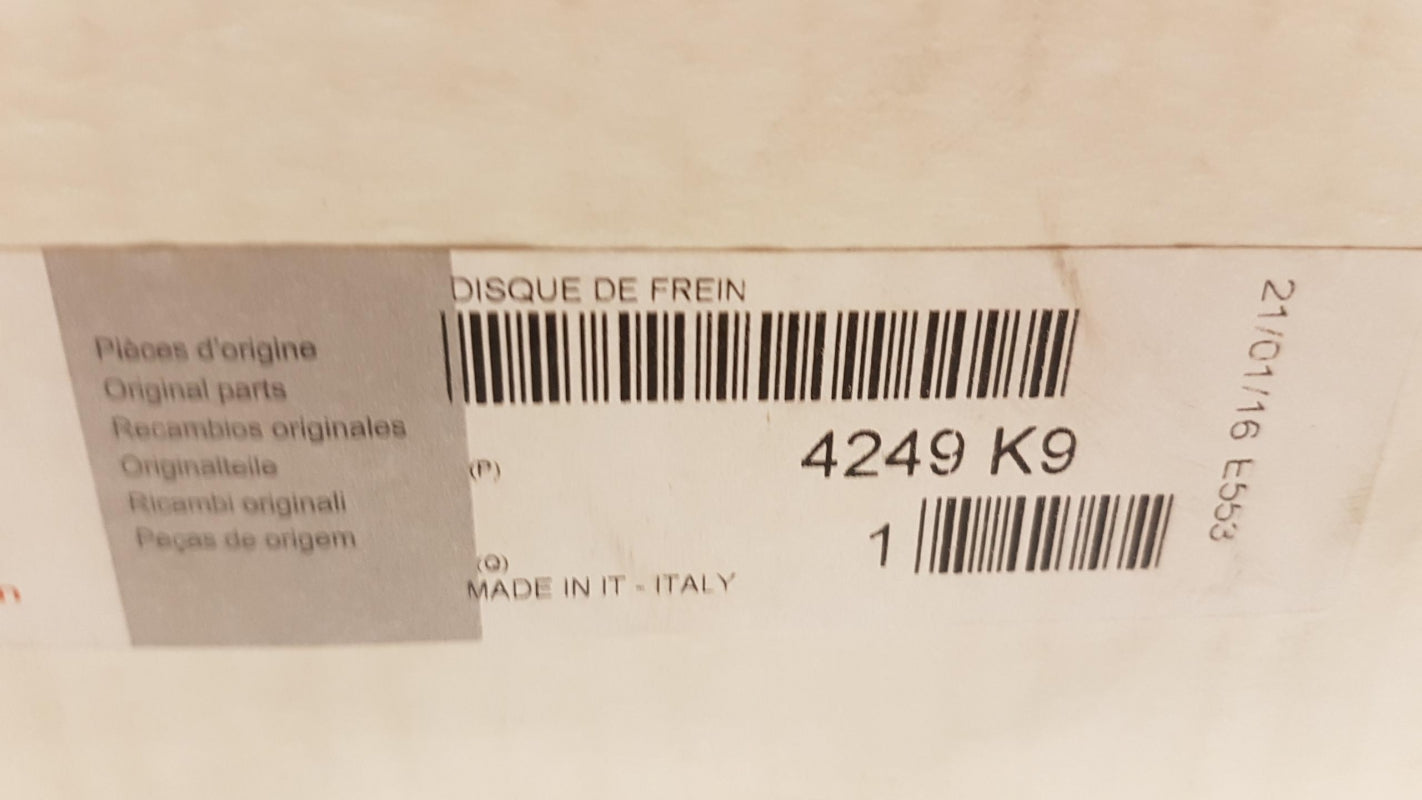 DISQUE DE FREIN
Pièces d'origine
Original parts
Recambios originales
Originalteile
Ricambi originali
Peças de origem
4249 K9
(P)
1
(Q)
MADE IN IT - ITALY
21/01/16 E553
n